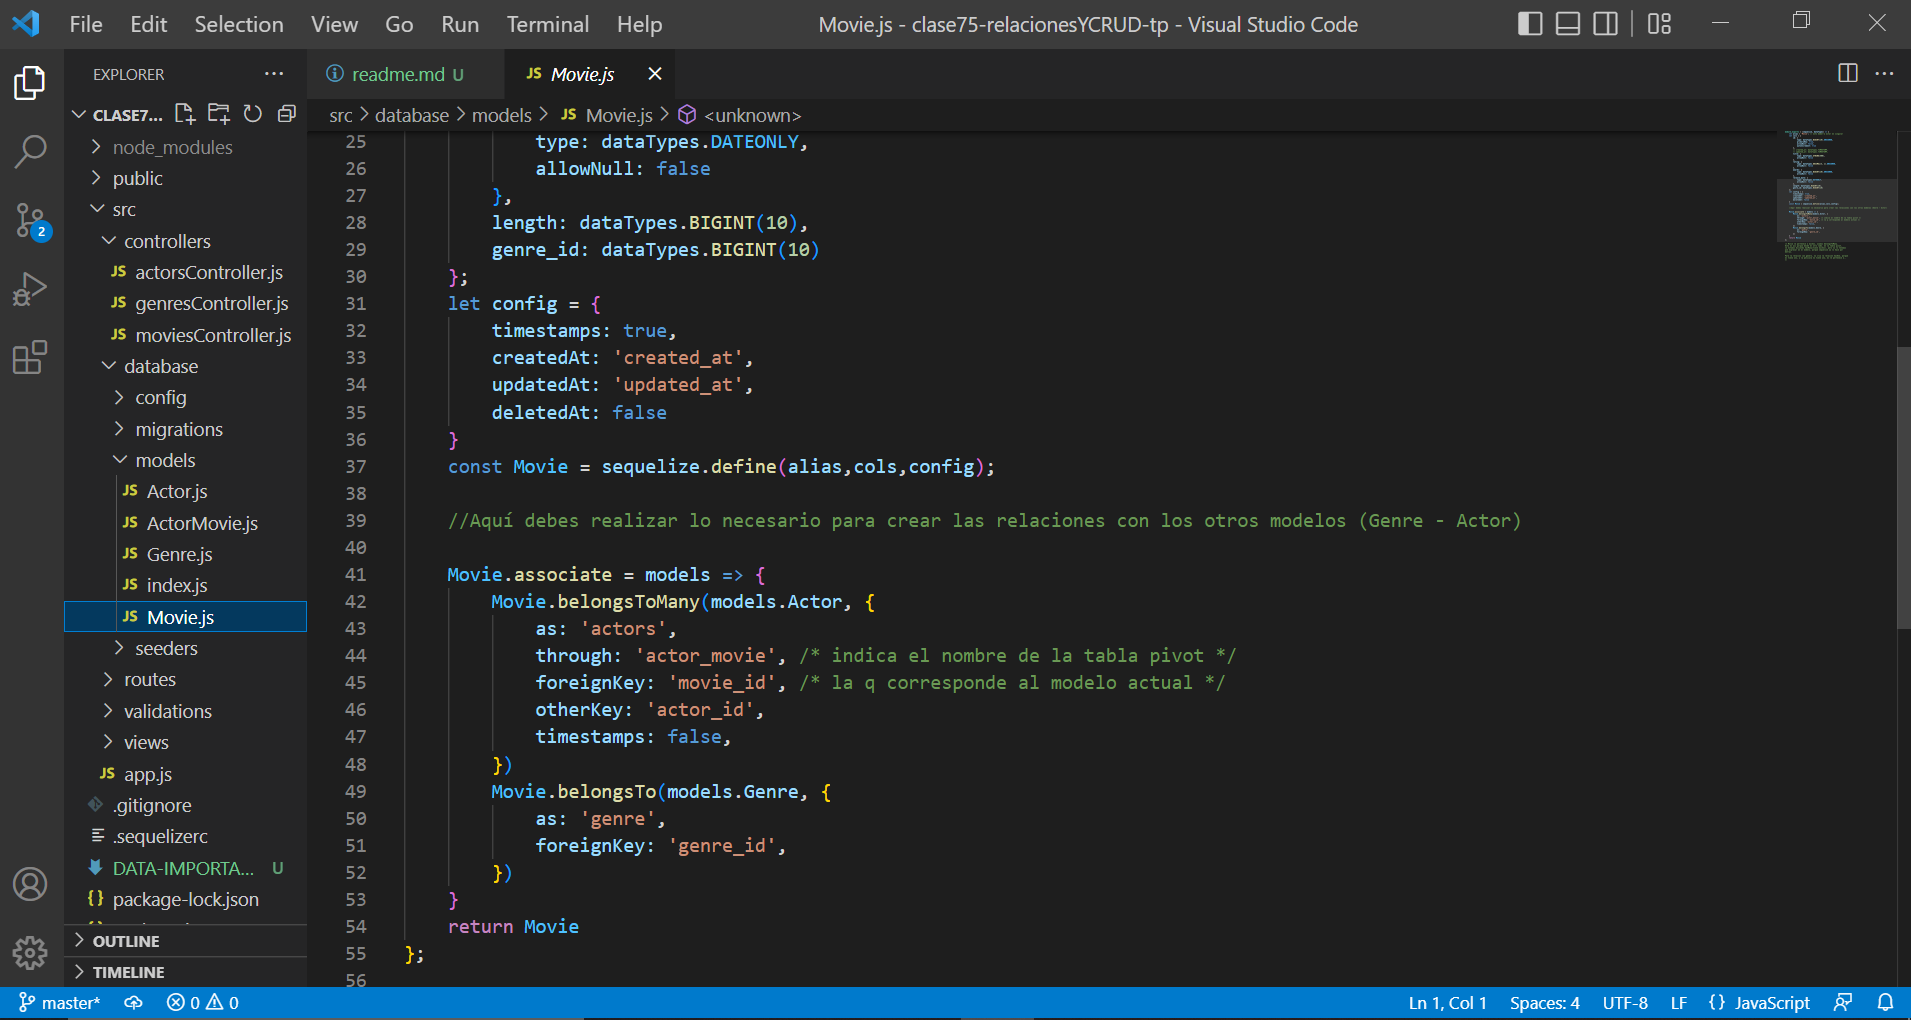 File Edit Selection View Go Run Terminal Help
Movie.js - clase75-relacionesYCRUD-tp - Visual Studio Code
EXPLORER
CLASE7...
node_modules
public
src
controllers
JS actorsController.js
JS genresController.js
JS moviesController.js
database
config
migrations
models
JS Actor.js
JS ActorMovie.js
JS Genre.js
JS index.js
JS Movie.js
seeders
routes
validations
views
JS app.js
.gitignore
.sequelizerc
DATA-IMPORTA... U
{} package-lock.json
OUTLINE
TIMELINE
2
readme.md U
JS Movie.js
src > database > models > JS Movie.js > <unknown>
25 type: dataTypes.DATEONLY,
26 allowNull: false
27 },
28 length: dataTypes.BIGINT(10),
29 genre_id: dataTypes.BIGINT(10)
30 };
31 let config = {
32 timestamps: true,
33 createdAt: 'created_at',
34 updatedAt: 'updated_at',
35 deletedAt: false
36 }
37 const Movie = sequelize.define(alias,cols,config);
38
39 //Aquí debes realizar lo necesario para crear las relaciones con los otros modelos (Genre - Actor)
40
41 Movie.associate = models => {
42 Movie.belongsToMany(models.Actor, {
43 as: 'actors',
44 through: 'actor_movie', /* indica el nombre de la tabla pivot */
45 foreignKey: 'movie_id', /* la q corresponde al modelo actual */
46 otherKey: 'actor_id',
47 timestamps: false,
48 })
49 Movie.belongsTo(models.Genre, {
50 as: 'genre',
51 foreignKey: 'genre_id',
52 })
53 }
54 return Movie
55 };
56
master* 0 0
Ln 1, Col 1 Spaces: 4 UTF-8 LF {} JavaScript